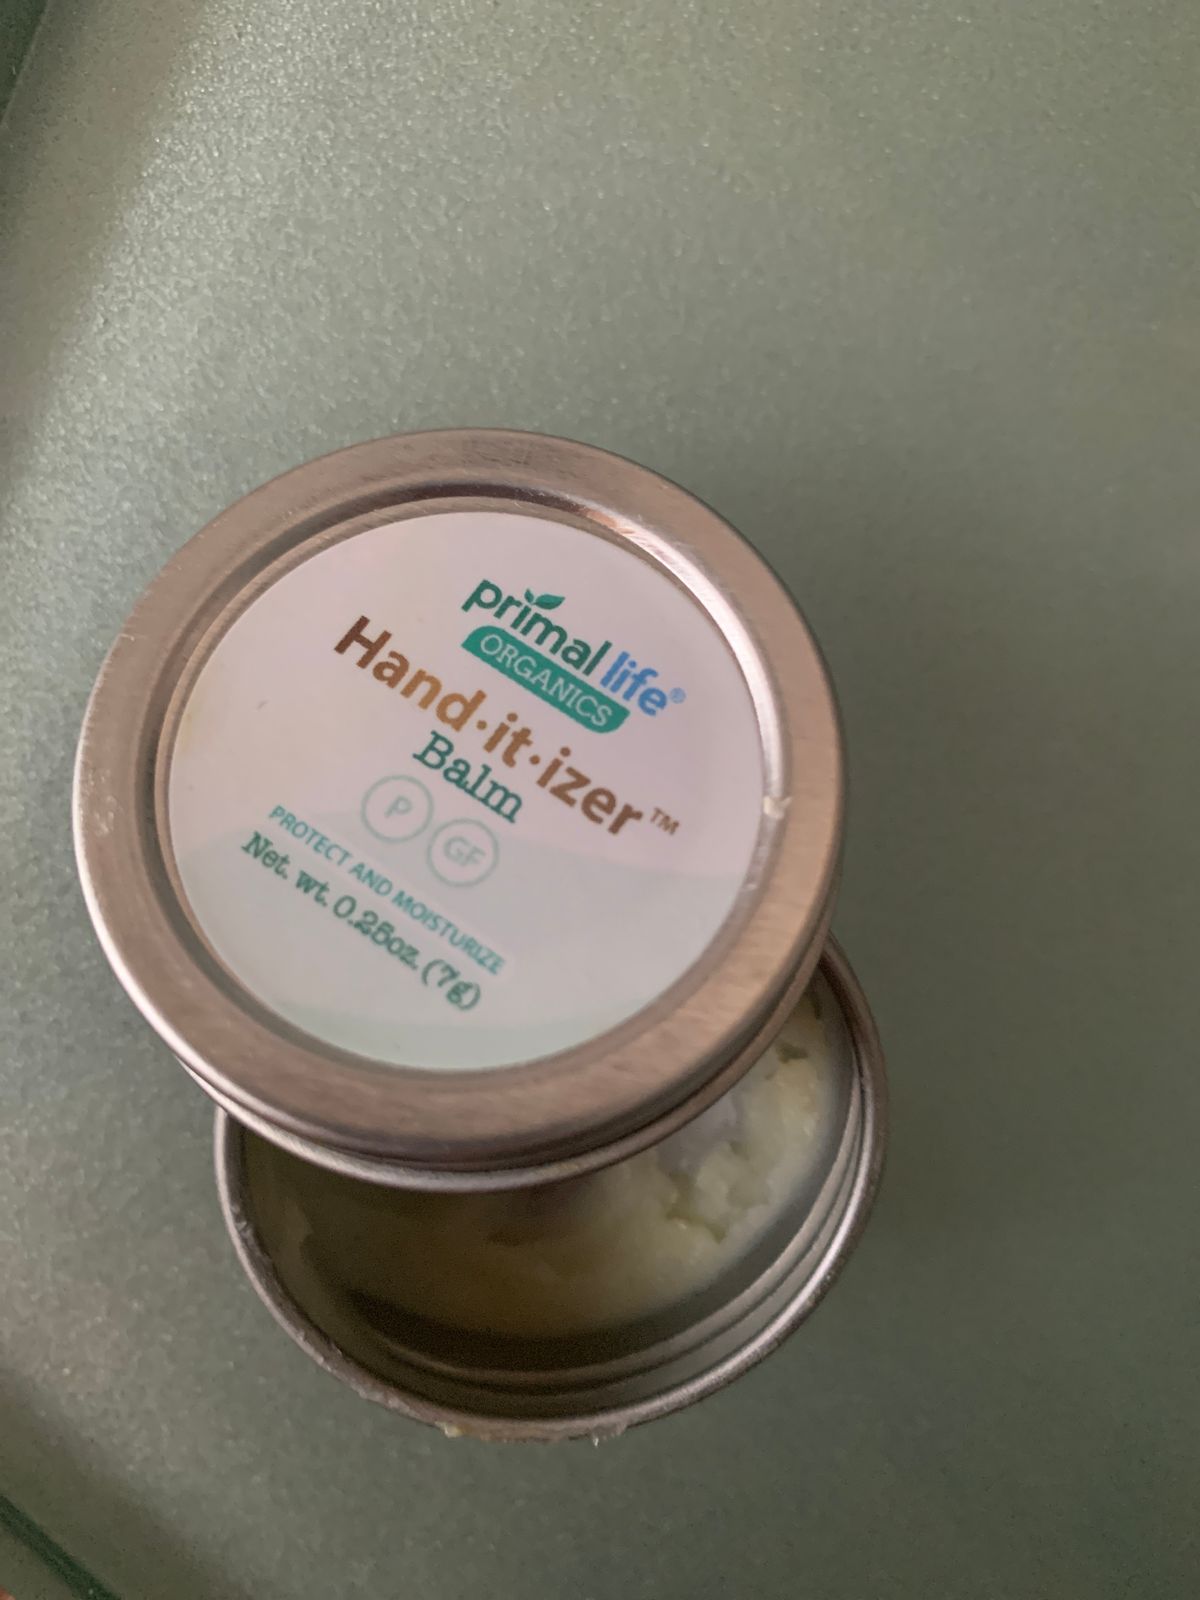 primal life®
ORGANICS
Hand·it·izer™
Balm
P GF
PROTECT AND MOISTURIZE
Net. wt. 0.25oz. (7g)